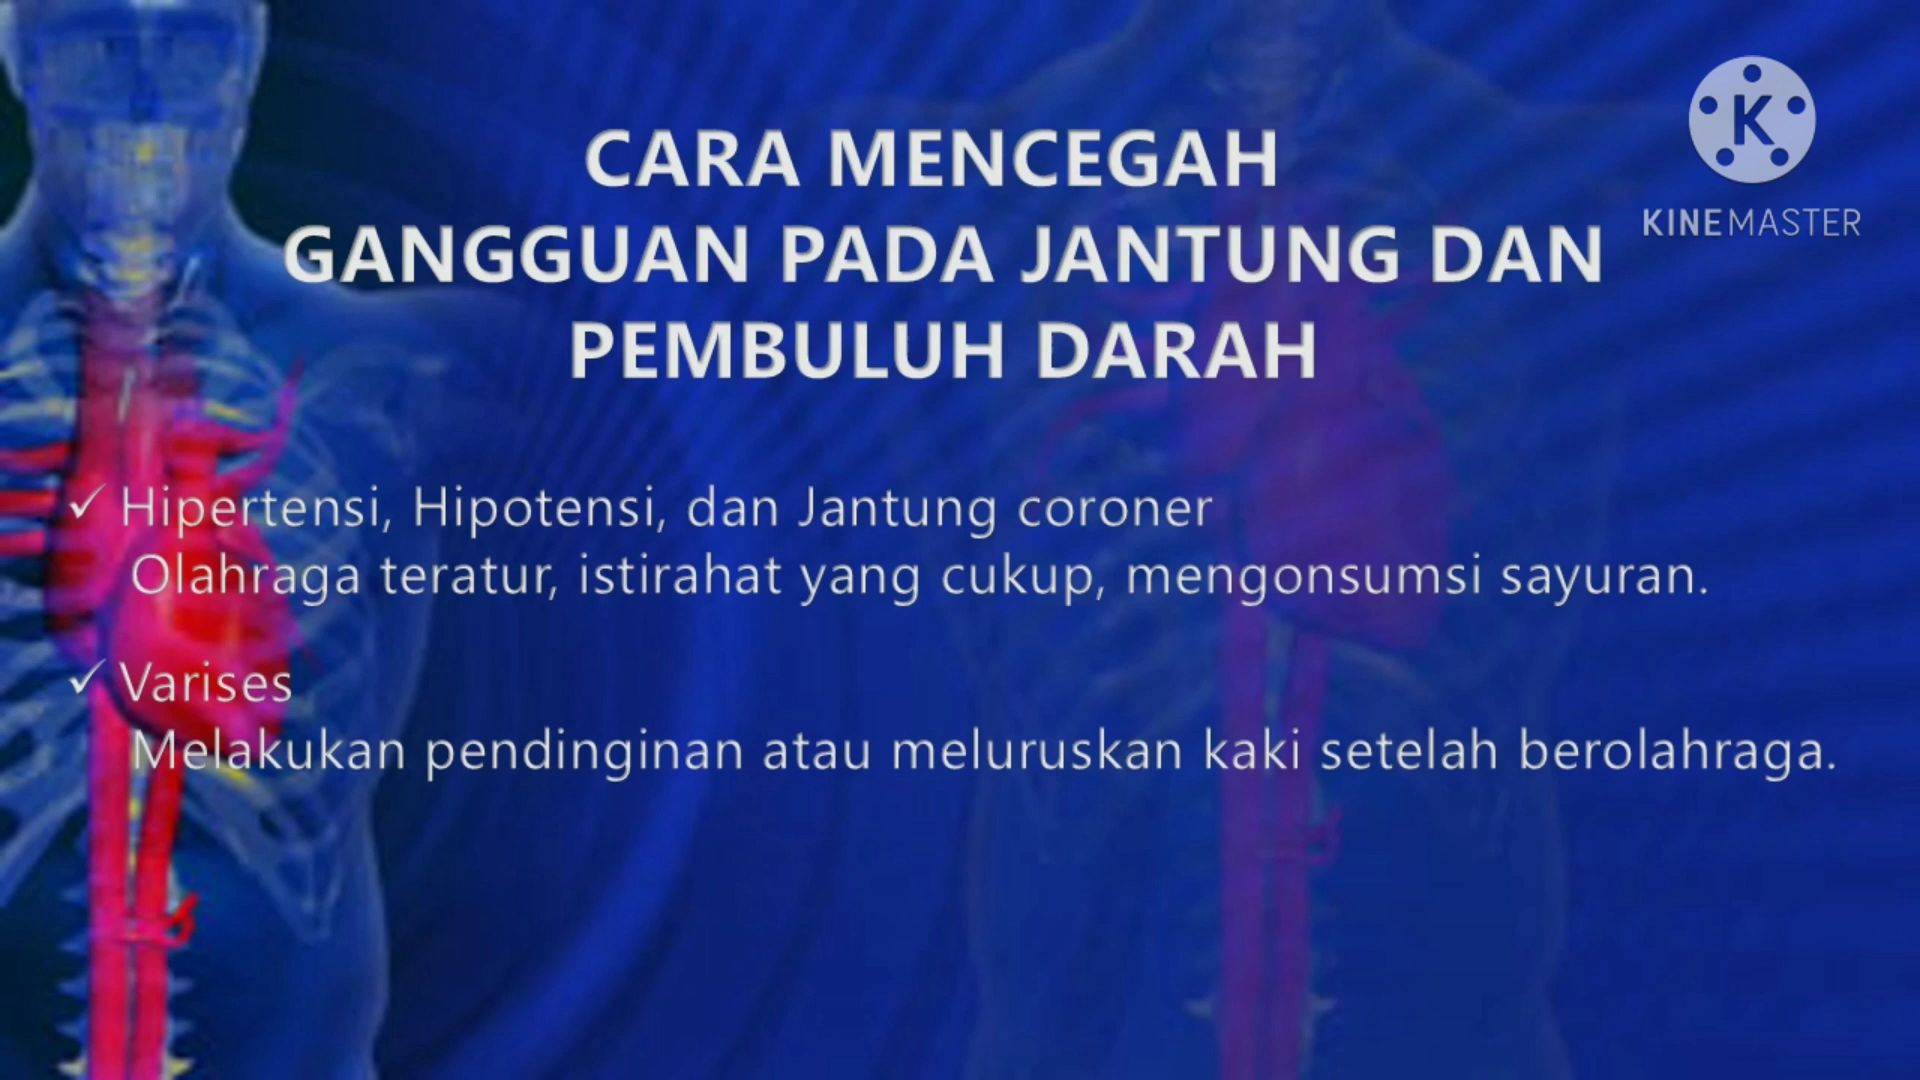 CARA MENCEGAH
GANGGUAN PADA JANTUNG DAN
PEMBULUH DARAH
K
KINEMASTER
✓ Hipertensi, Hipotensi, dan Jantung coroner
Olahraga teratur, istirahat yang cukup, mengonsumsi sayuran.
✓ Varises
Melakukan pendinginan atau meluruskan kaki setelah berolahraga.